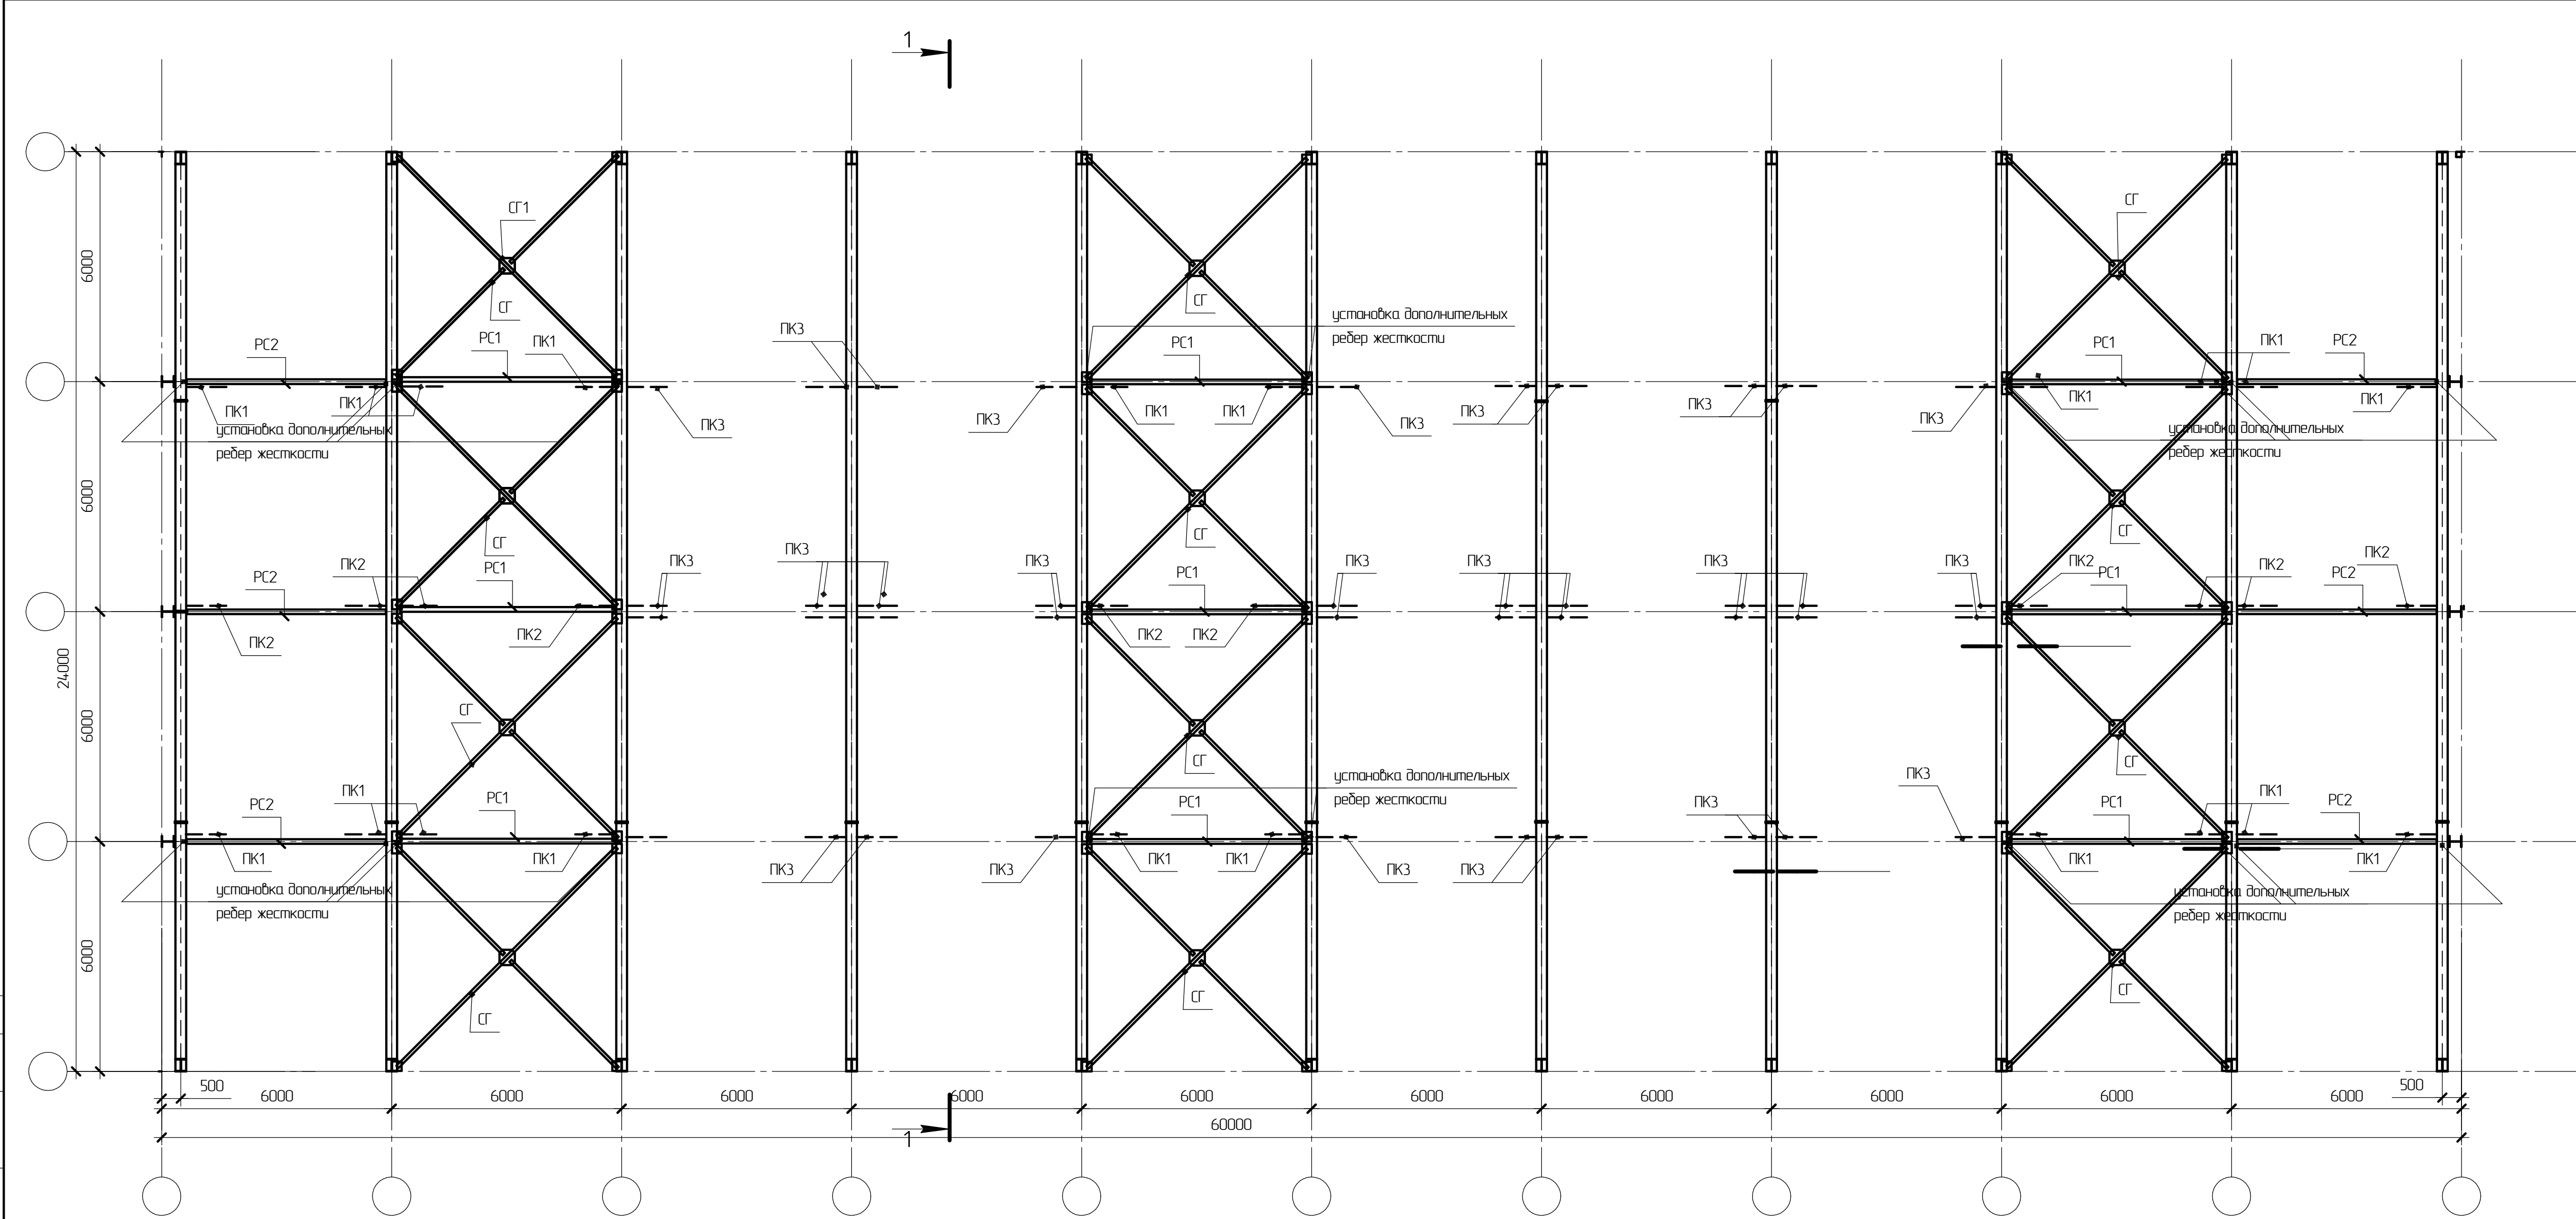 1
СГ1
СГ
6000
СГ
установка дополнительных
ребер жесткости
ПК3
РС2
РС1
ПК1
РС1
РС1
ПК1
РС2
ПК1
ПК1
ПК3
ПК3
ПК1
ПК1
ПК3
ПК3
ПК3
ПК3
ПК1
ПК1
установка дополнительных
ребер жесткости
установка дополнительных
ребер жесткости
6000
СГ
СГ
СГ
РС2
ПК2
РС1
ПК3
ПК3
ПК3
РС1
ПК3
ПК3
ПК3
ПК3
ПК2
РС1
ПК2
ПК2
РС2
ПК2
ПК2
ПК2
ПК2
24000
6000
СГ
СГ
СГ
установка дополнительных
ребер жесткости
РС2
ПК1
РС1
РС1
ПК3
ПК3
РС1
ПК1
РС2
ПК1
ПК1
ПК3
ПК3
ПК1
ПК1
ПК3
ПК3
ПК1
ПК1
установка дополнительных
ребер жесткости
установка дополнительных
ребер жесткости
6000
СГ
СГ
СГ
500
500
6000
6000
6000
6000
6000
6000
6000
6000
6000
6000
60000
1